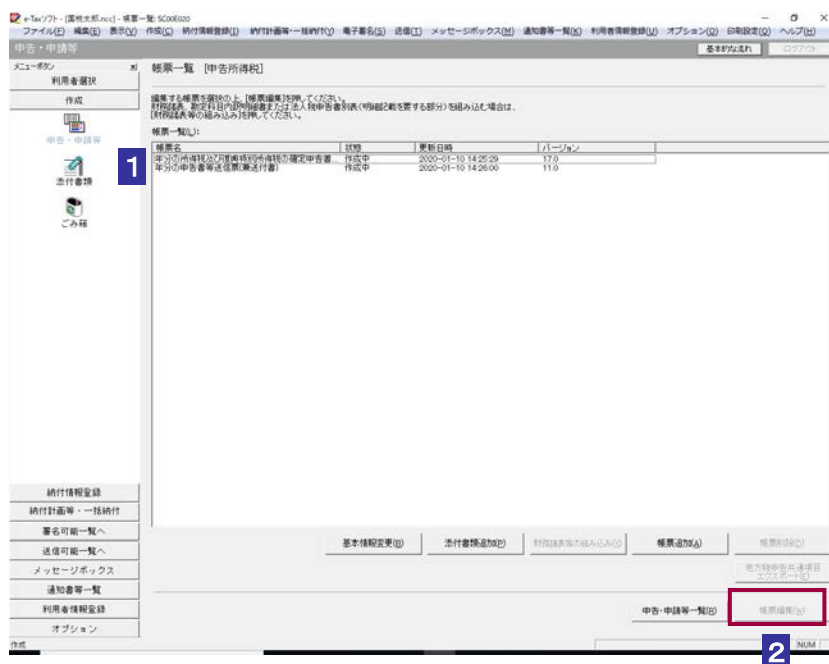 e-Taxソフト - [国税太郎.ncc] - 帳票一覧: SC00E020
ファイル(F) 編集(E) 表示(V) 作成(C) 納付情報登録(I) 納付計画等・一括納付(Y) 電子署名(S) 送信(T) メッセージボックス(M) 通知書等一覧(K) 利用者情報登録(U) オプション(O) 印刷設定(Q) ヘルプ(H)
申告・申請等
基本的な流れ
ログアウト
メニューボタン
利用者選択
作成
申告・申請等
添付書類
ごみ箱
帳票一覧 [申告所得税]
編集する帳票を選択の上、[帳票編集]を押してください。
財務諸表、勘定科目内訳明細書または法人税申告書別表(明細記載を要する部分)を組み込む場合は、
[財務諸表等の組み込み]を押してください。
帳票一覧(L):
帳票名 状態 更新日時 バージョン
年分の所得税及び復興特別所得税の確定申告書... 作成中 2020-01-10 14:25:29 17.0
年分の申告書等送信票(兼送付書) 作成中 2020-01-10 14:26:00 11.0
1
納付情報登録
納付計画等・一括納付
署名可能一覧へ
送信可能一覧へ
メッセージボックス
通知書等一覧
利用者情報登録
オプション
基本情報変更(I)
添付書類追加(P)
財務諸表等の組み込み(X)
帳票追加(A)
帳票削除(D)
地方税申告共通項目
エクスポート(E)
申告・申請等一覧(R)
帳票編集(W)
2
作成
NUM